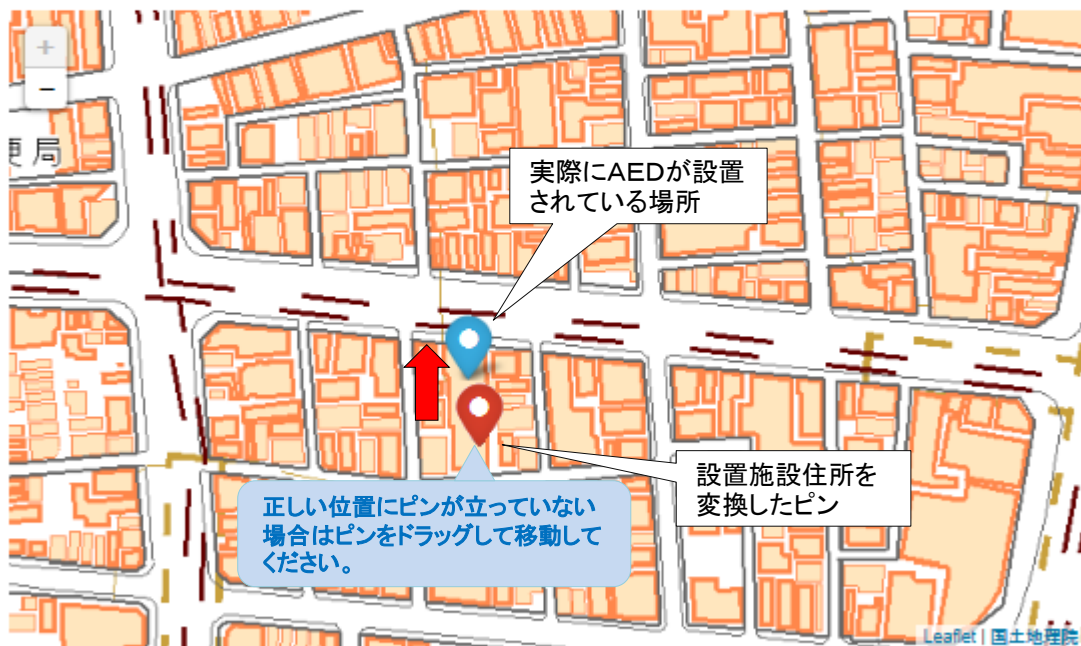 +
−
更局
実際にAEDが設置
されている場所
設置施設住所を
変換したピン
正しい位置にピンが立っていない
場合はピンをドラッグして移動して
ください。
Leaflet | 国土地理院